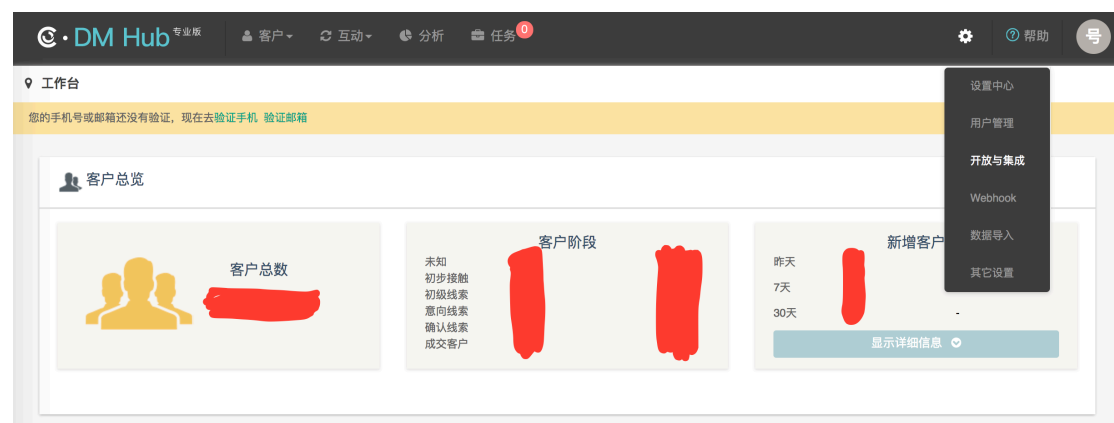 DM Hub 专业版 客户 互动 分析 任务 0 帮助 号
工作台
设置中心
您的手机号或邮箱还没有验证，现在去验证手机 验证邮箱
用户管理
开放与集成
Webhook
数据导入
其它设置
客户总览
客户总数
客户阶段
未知
初步接触
初级线索
意向线索
确认线索
成交客户
新增客户
昨天
7天
30天 -
显示详细信息